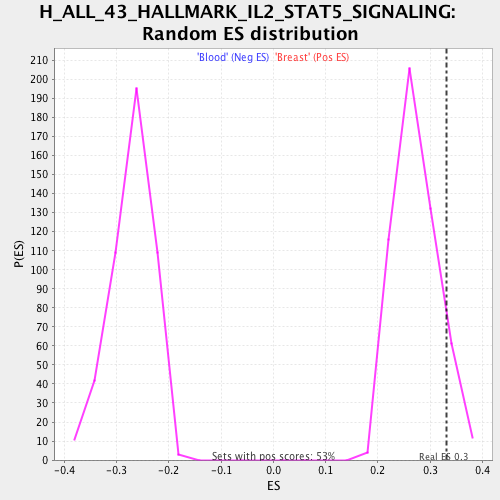 H_ALL_43_HALLMARK_IL2_STAT5_SIGNALING:
Random ES distribution
'Blood' (Neg ES) 'Breast' (Pos ES)
210
200
190
180
170
160
150
140
130
120
110
100
90
80
70
60
50
40
30
20
10
0
P(ES)
Sets with pos scores: 53%
Real ES 0.3
-0.4 -0.3 -0.2 -0.1 0.0 0.1 0.2 0.3 0.4
ES